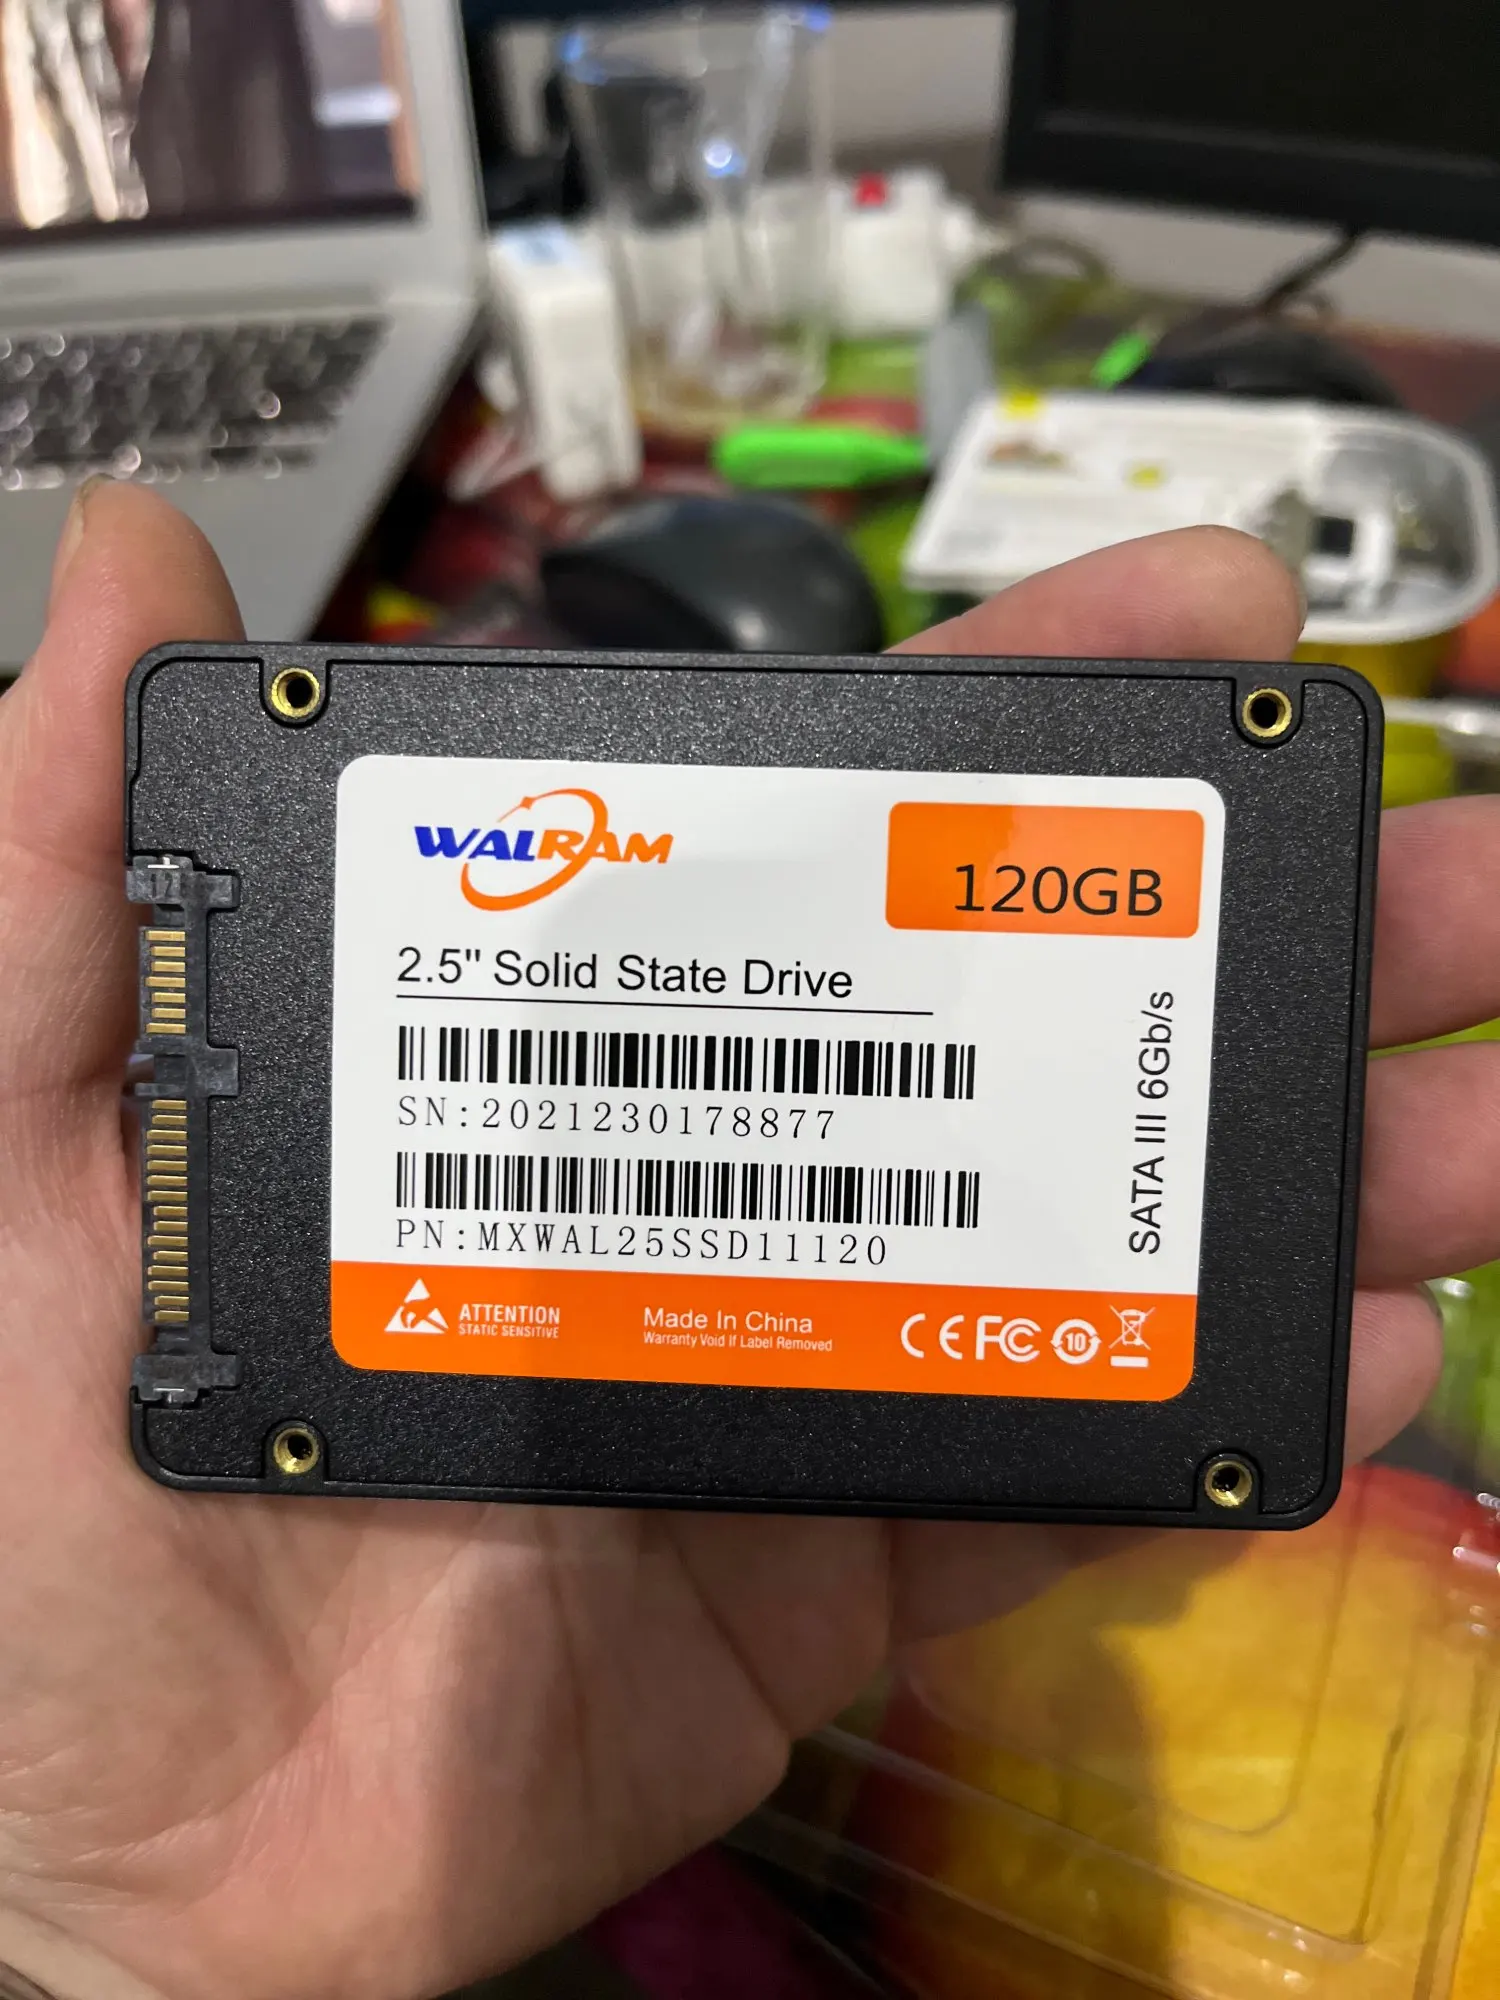 WALRAM
120GB
2.5" Solid State Drive
SN:2021230178877
PN:MXWAL25SSD11120
SATA III 6Gb/s
ATTENTION
STATIC SENSITIVE
Made In China
Warranty Void If Label Removed
CE FC 10